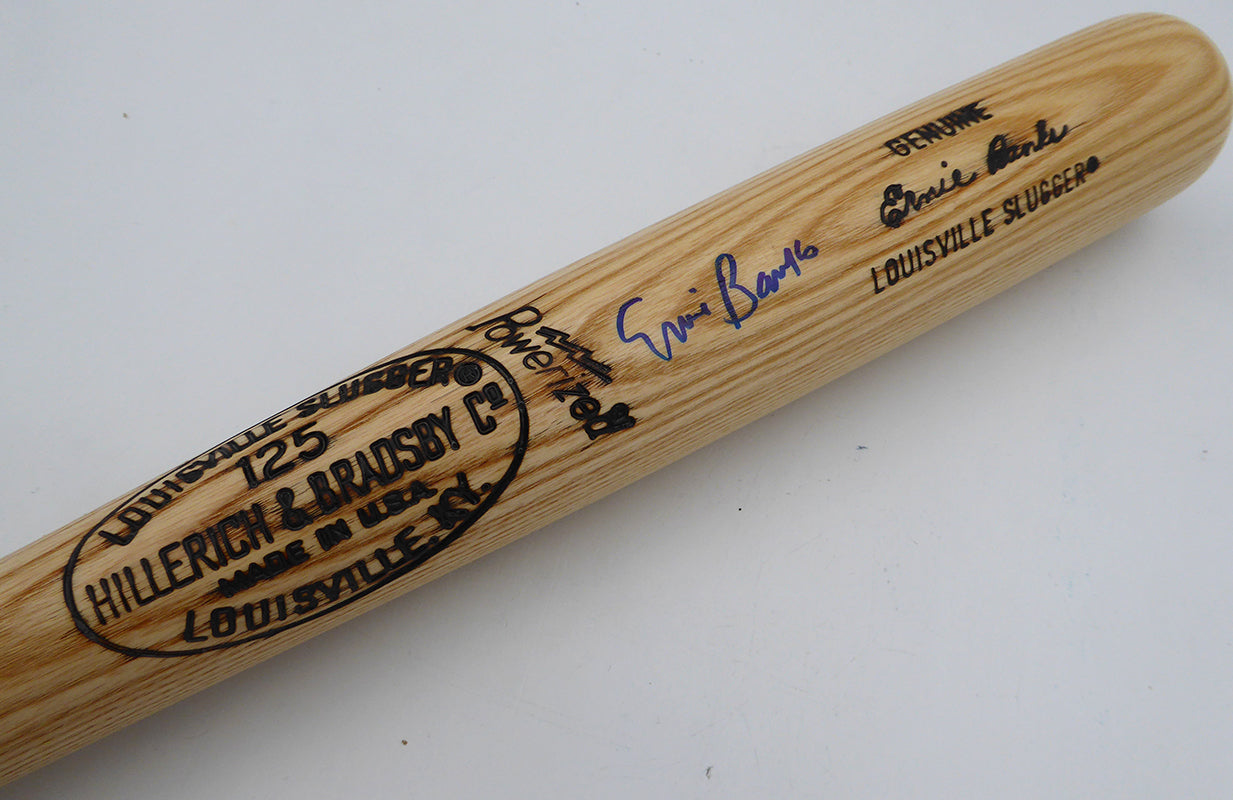 LOUISVILLE SLUGGER®
125
HILLERICH & BRADSBY Cº
MADE IN U.S.A.
LOUISVILLE, KY.
Powerized
Ernie Banks
GENUINE
Ernie Banks
LOUISVILLE SLUGGER®